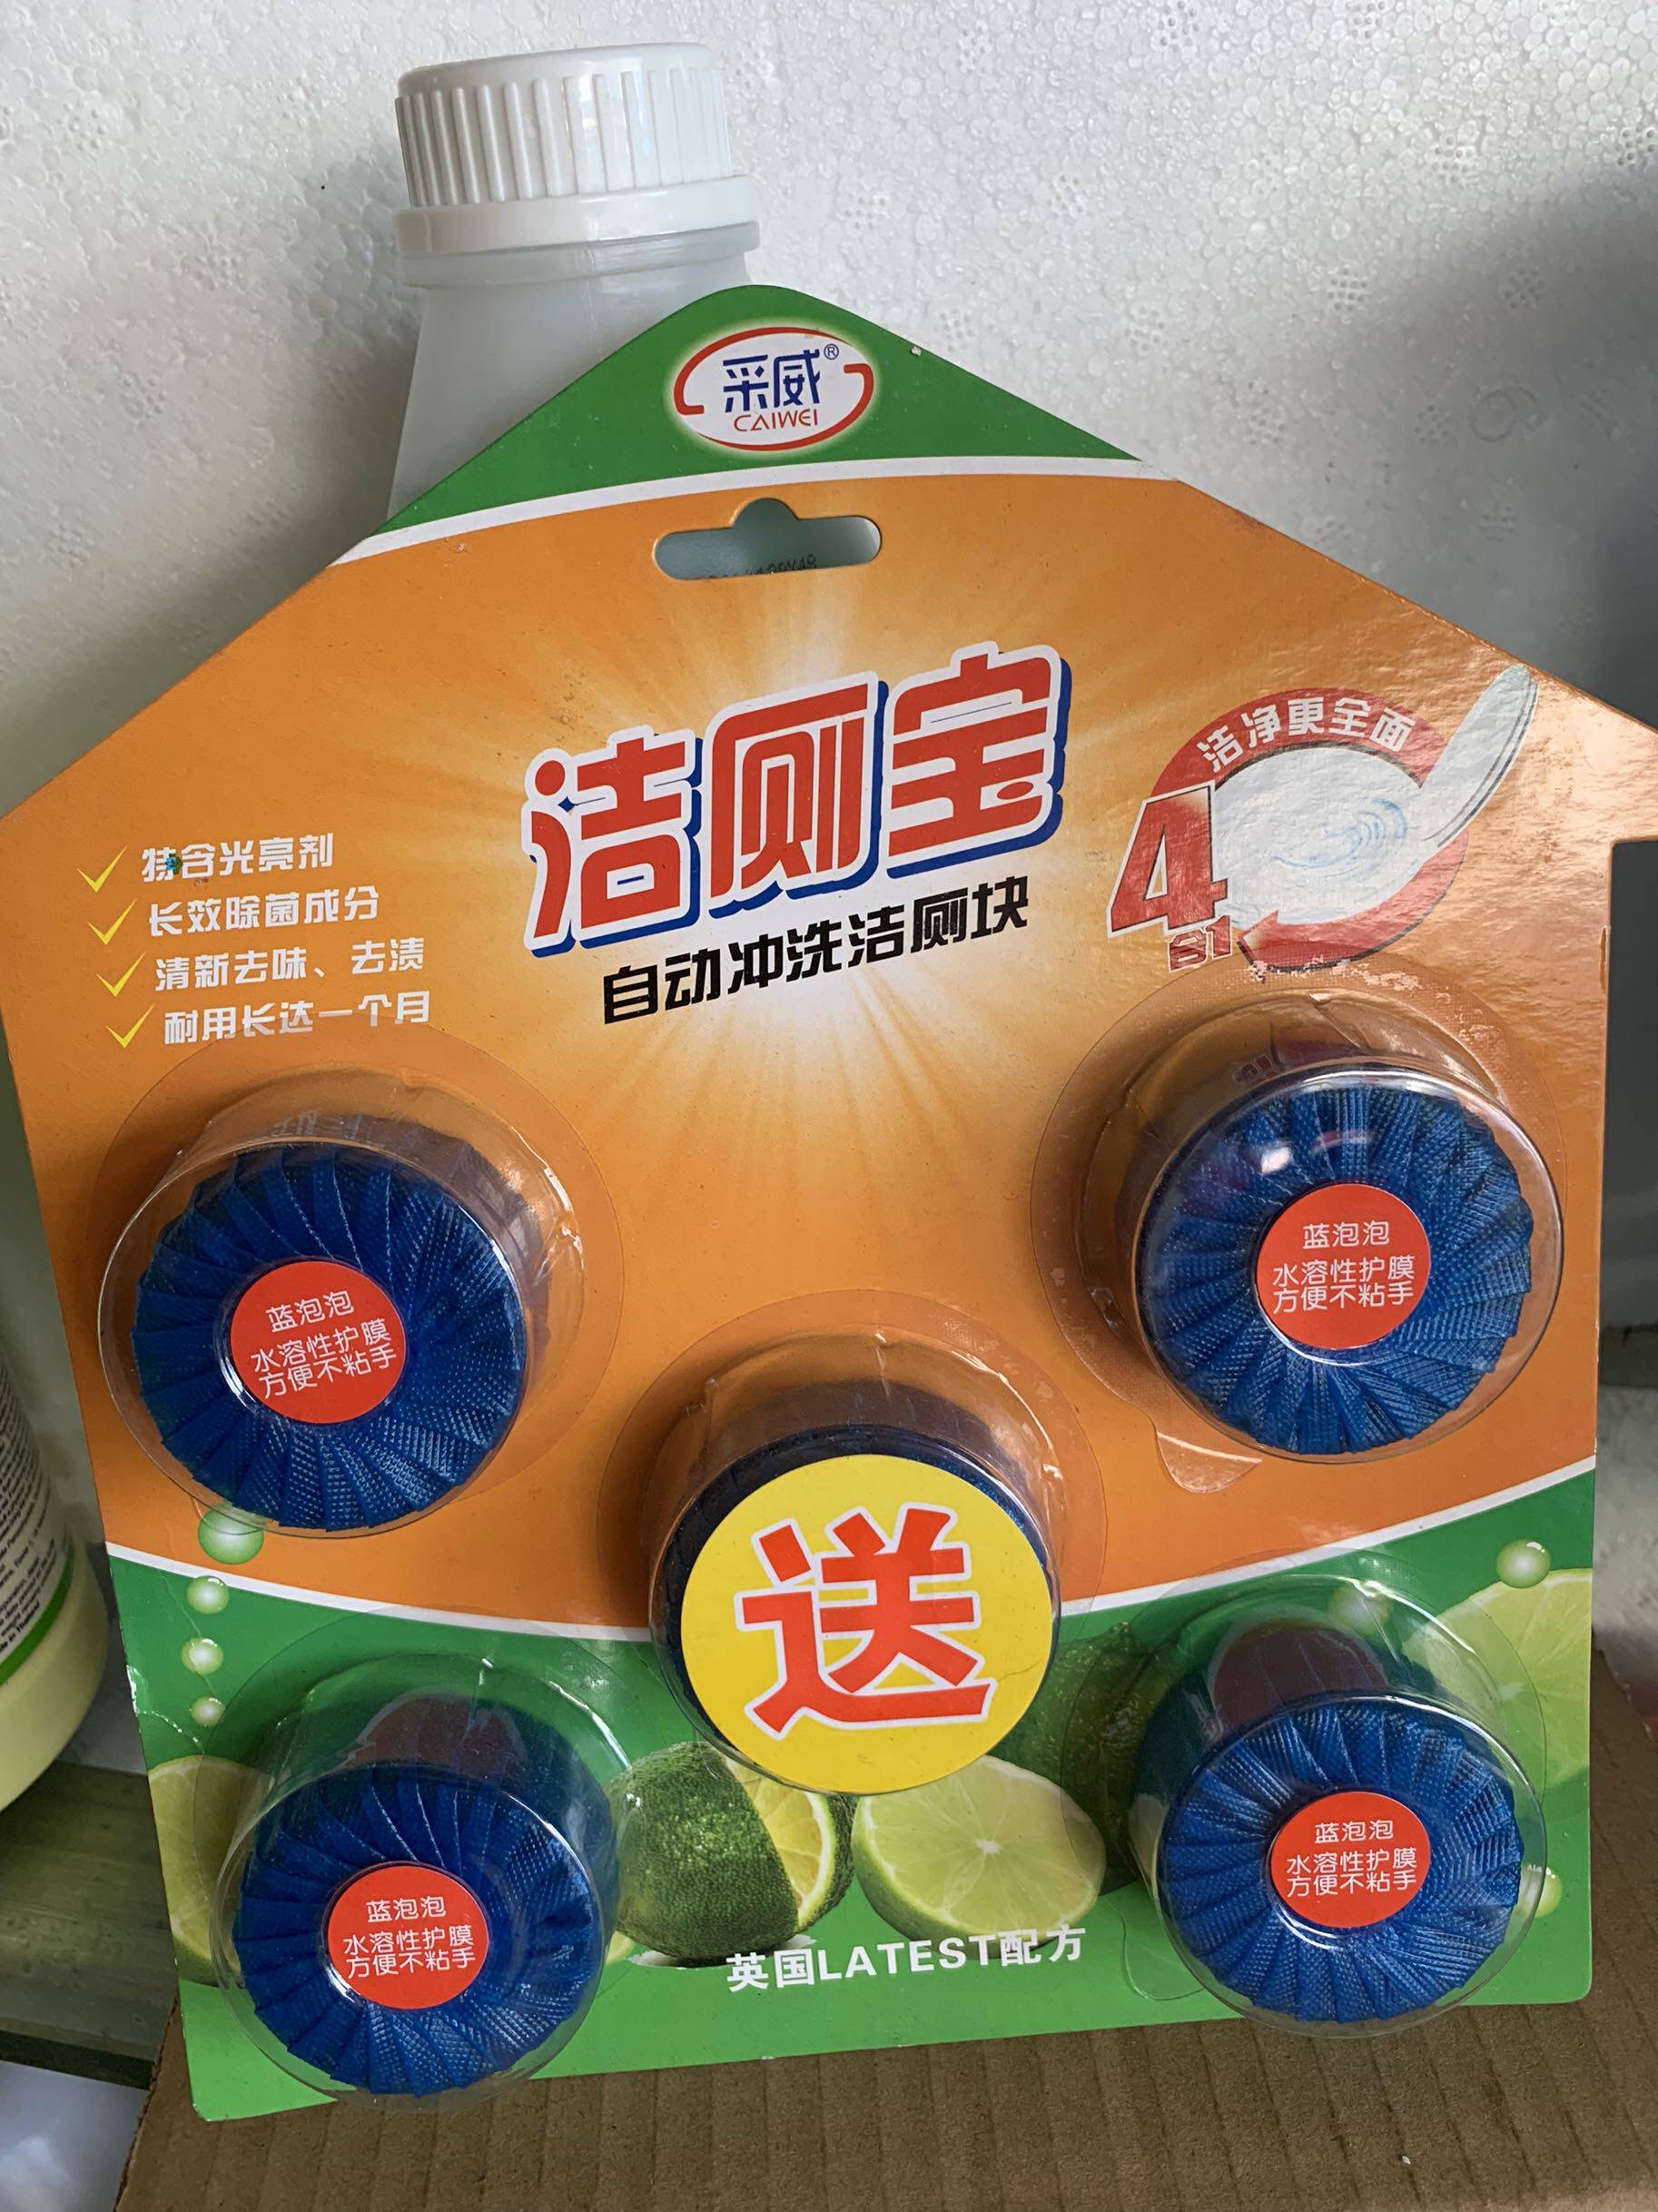 采威®
CAIWEI
洁厕宝
自动冲洗洁厕块
洁净更全面
4
合1
特含光亮剂
长效除菌成分
清新去味、去渍
耐用长达一个月
蓝泡泡
水溶性护膜
方便不粘手
蓝泡泡
水溶性护膜
方便不粘手
送
蓝泡泡
水溶性护膜
方便不粘手
蓝泡泡
水溶性护膜
方便不粘手
英国LATEST配方